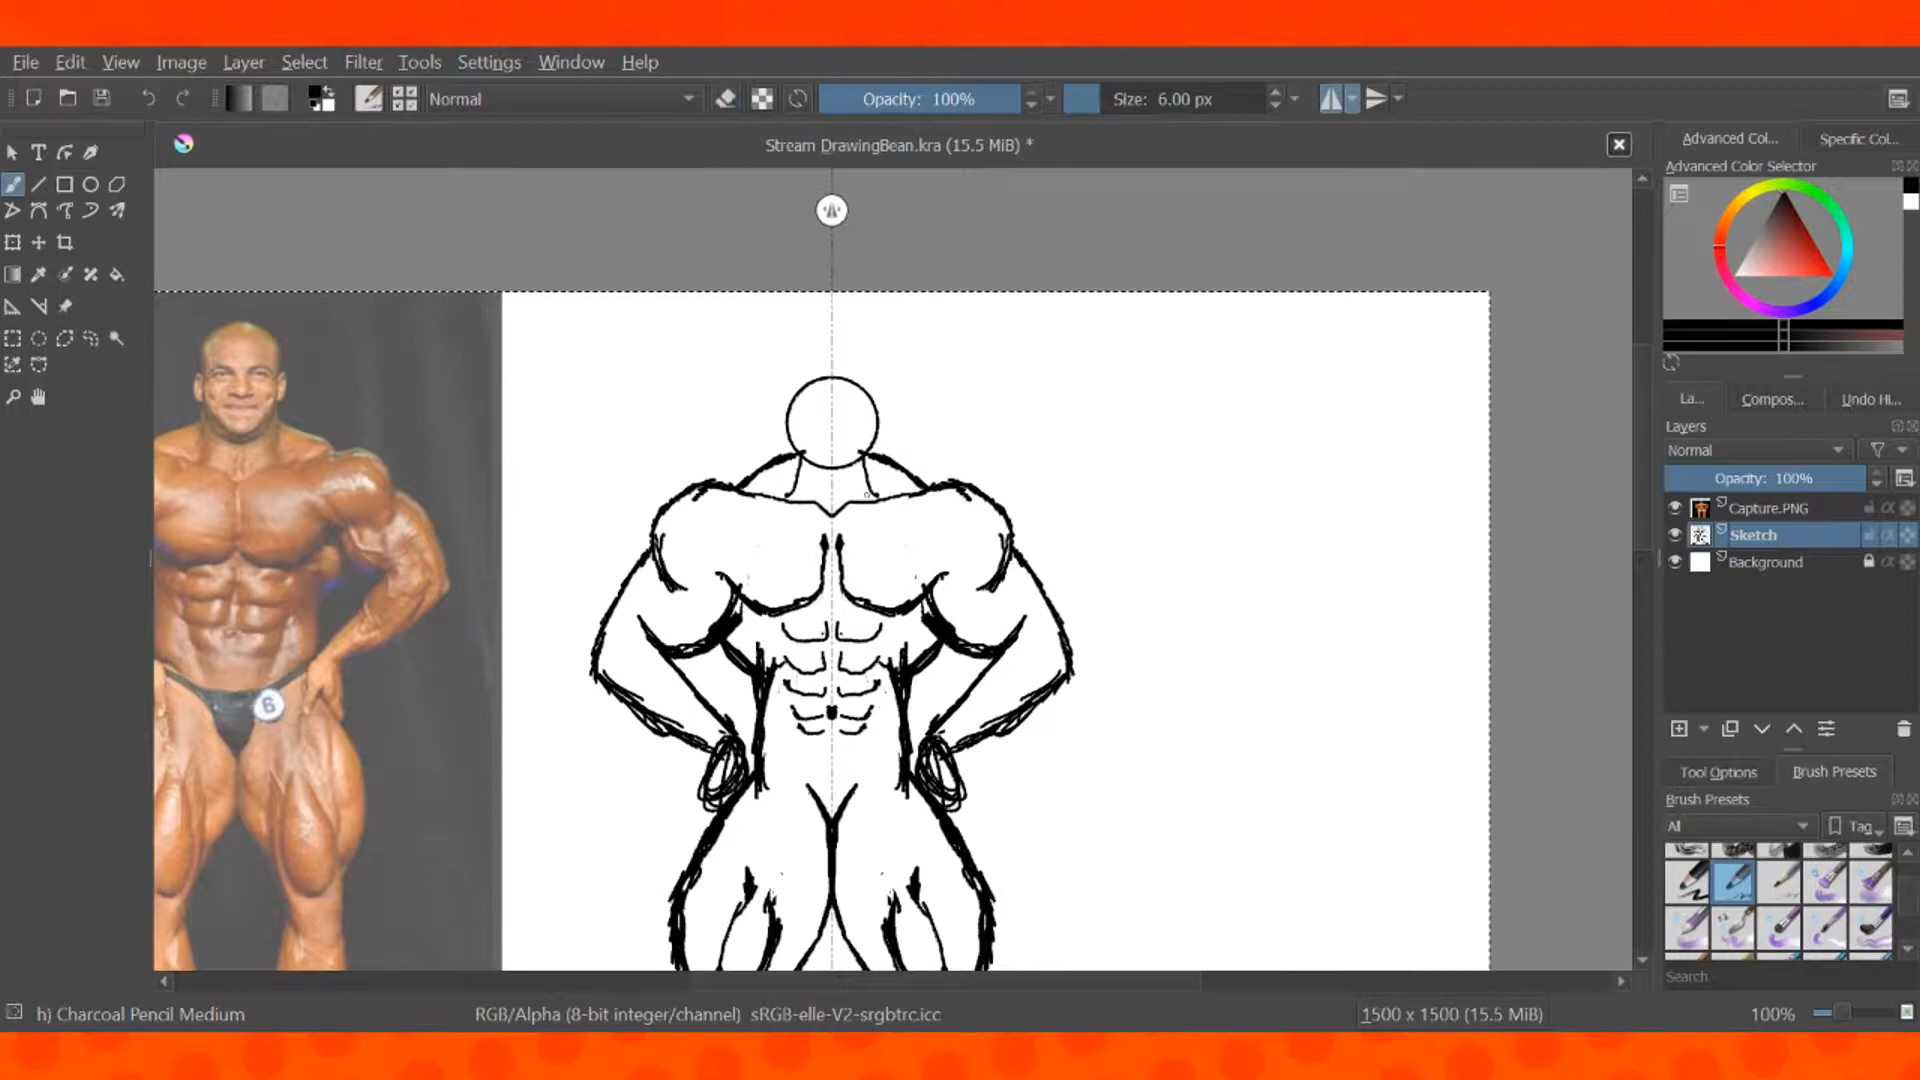 File Edit View Image Layer Select Filter Tools Settings Window Help
Normal Opacity: 100% Size: 6.00 px
Stream DrawingBean.kra (15.5 MiB) *
Advanced Col... Specific Col...
Advanced Color Selector
La... Compos... Undo Hi...
Layers
Normal
Opacity: 100%
Capture.PNG
Sketch
Background
6
Tool Options Brush Presets
Brush Presets
All Tag
Search
h) Charcoal Pencil Medium RGB/Alpha (8-bit integer/channel) sRGB-elle-V2-srgbtrc.icc 1500 x 1500 (15.5 MiB) 100%